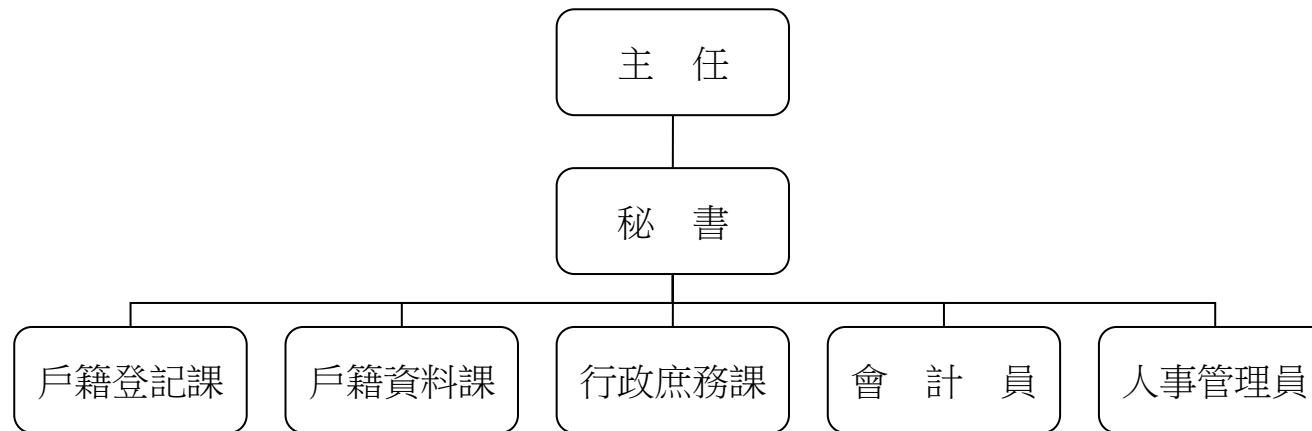 主　任
秘　書
戶籍登記課
戶籍資料課
行政庶務課
會　計　員
人事管理員